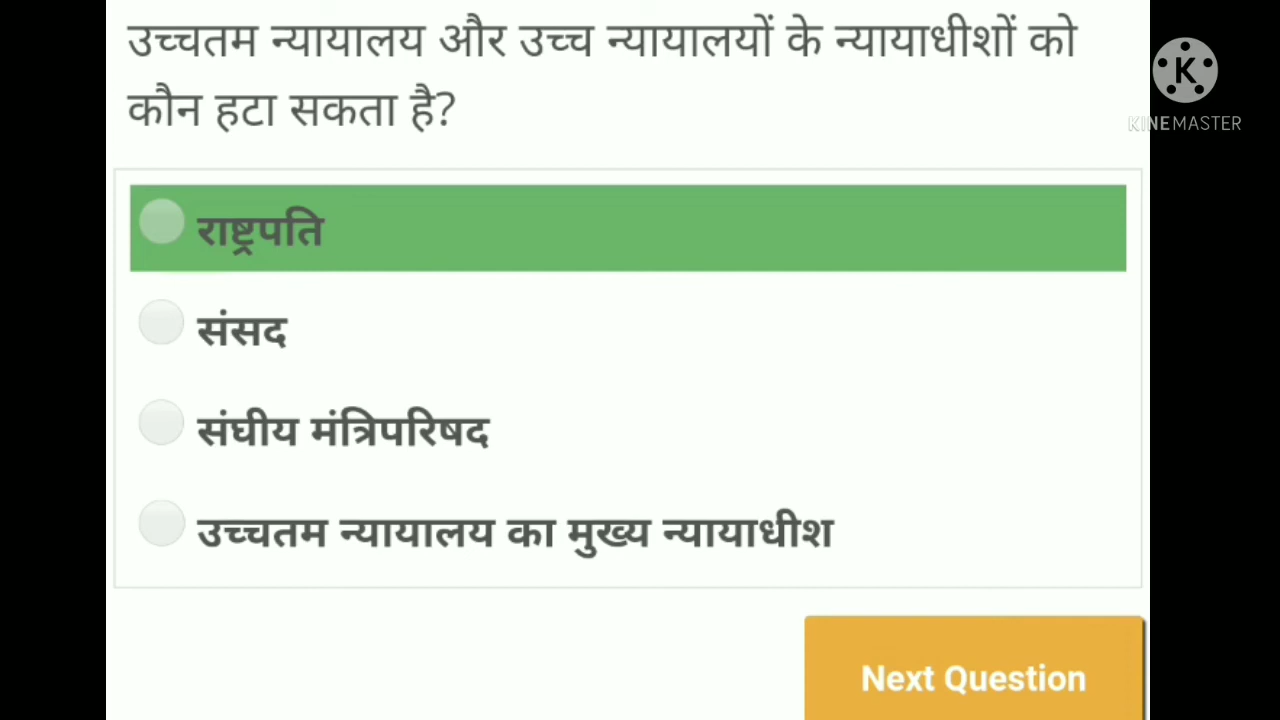 उच्चतम न्यायालय और उच्च न्यायालयों के न्यायाधीशों को
कौन हटा सकता है?
राष्ट्रपति
संसद
संघीय मंत्रिपरिषद
उच्चतम न्यायालय का मुख्य न्यायाधीश
Next Question
K
KINEMASTER